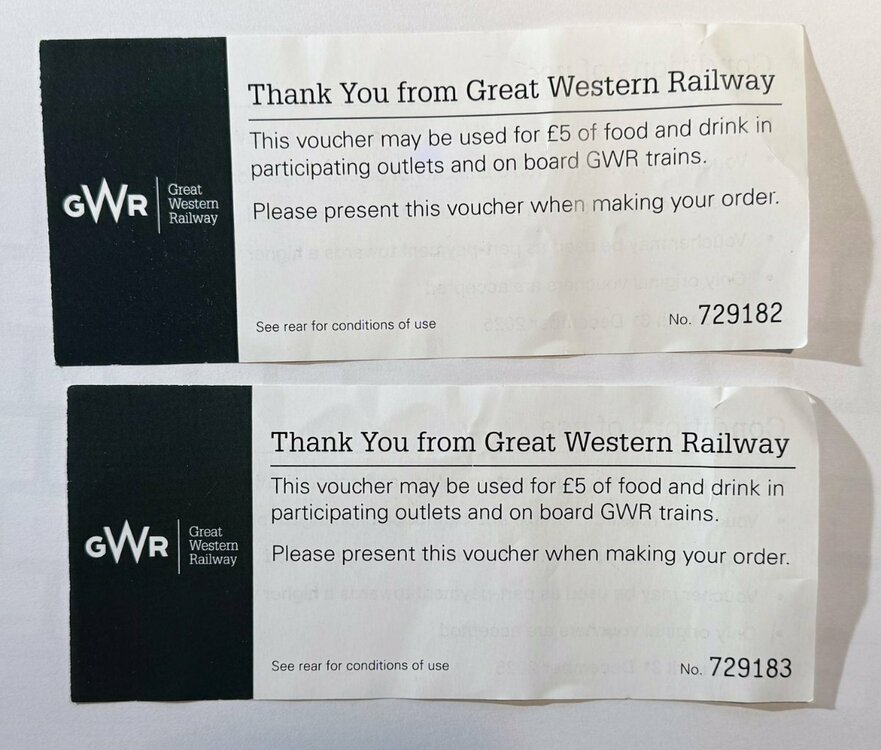 Thank You from Great Western Railway
This voucher may be used for £5 of food and drink in
participating outlets and on board GWR trains.
GWR
Great
Western
Railway
Please present this voucher when making your order.
See rear for conditions of use
No. 729182
Thank You from Great Western Railway
This voucher may be used for £5 of food and drink in
participating outlets and on board GWR trains.
GWR
Great
Western
Railway
Please present this voucher when making your order.
See rear for conditions of use
No. 729183